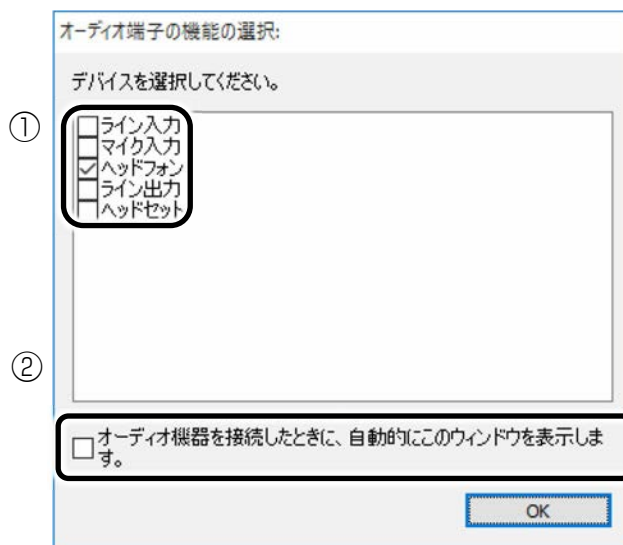 オーディオ端子の機能の選択:
デバイスを選択してください。
①
ライン入力
マイク入力
ヘッドフォン
ライン出力
ヘッドセット
②
オーディオ機器を接続したときに、自動的にこのウィンドウを表示しま
す。
OK